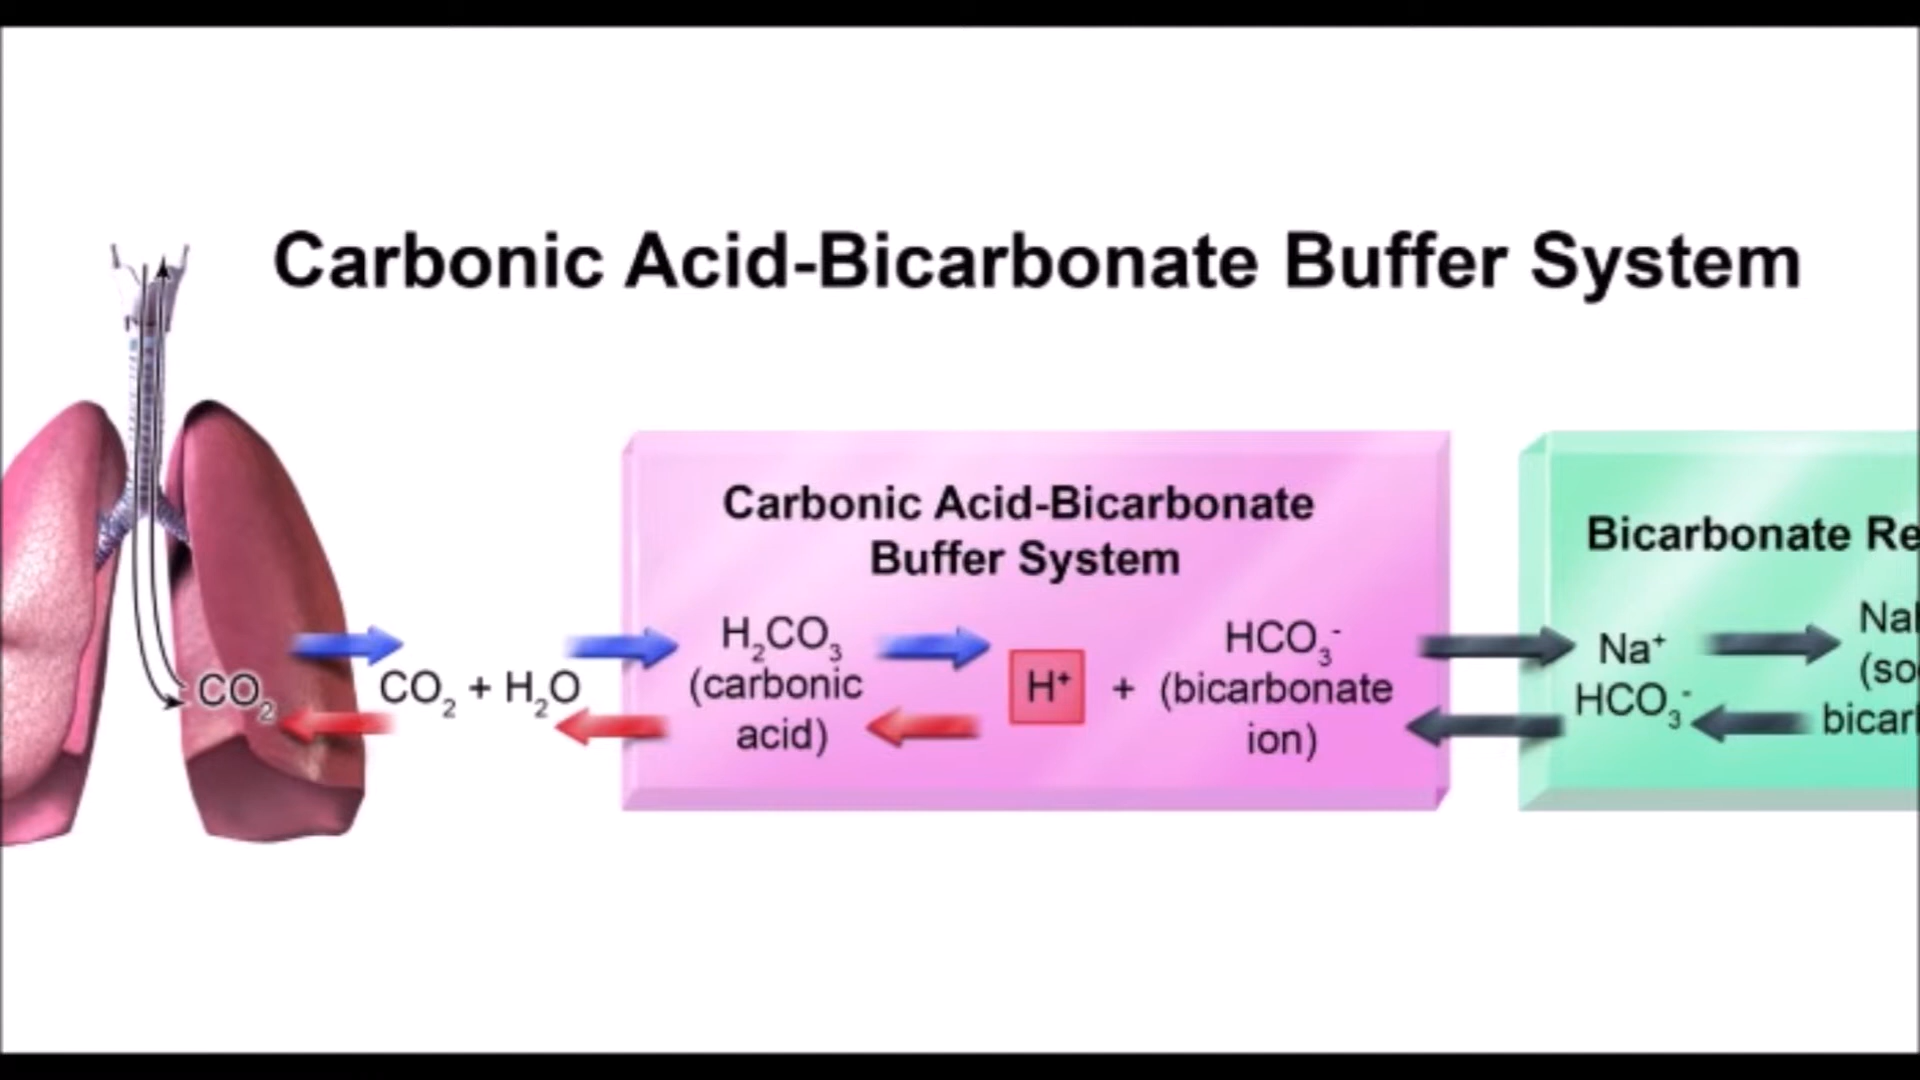 Carbonic Acid-Bicarbonate Buffer System
Carbonic Acid-Bicarbonate
Buffer System
Bicarbonate
CO₂
CO₂ + H₂O
H₂CO₃
(carbonic
acid)
H⁺
+
HCO₃⁻
(bicarbonate
ion)
Na⁺
HCO₃⁻